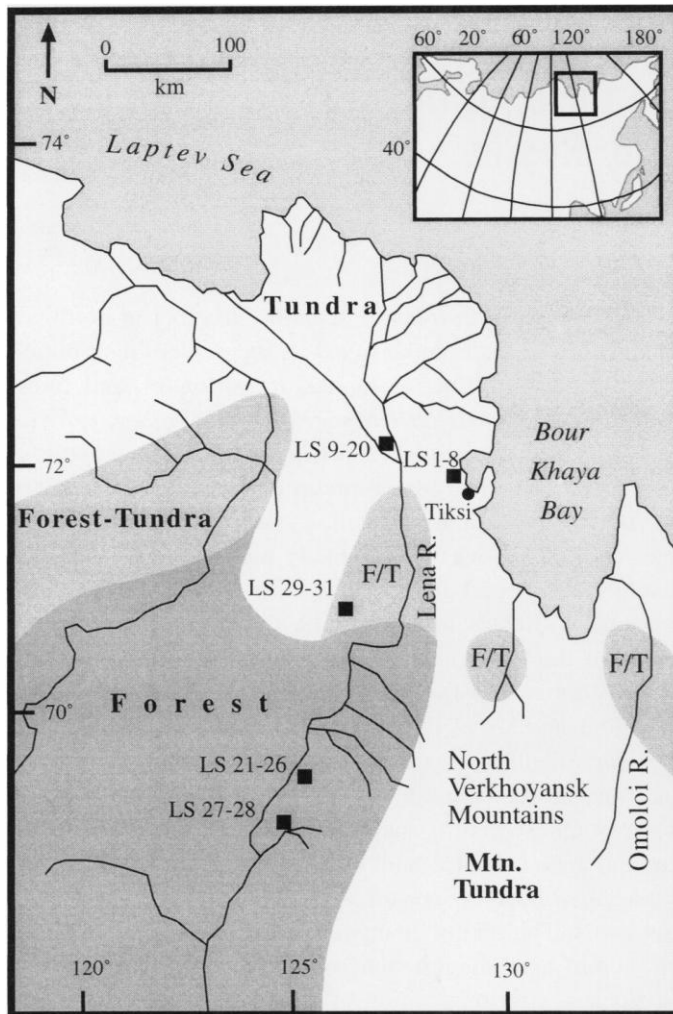 0 100
km
N
60° 20° 60° 120° 180°
40°
74°
Laptev Sea
Tundra
LS 9-20
LS 1-8
72°
Bour
Khaya
Bay
Tiksi
Forest-Tundra
F/T
Lena R.
LS 29-31
F/T
F/T
Forest
70°
LS 21-26
North
Verkhoyansk
Mountains
LS 27-28
Omoloi R.
Mtn.
Tundra
120° 125° 130°